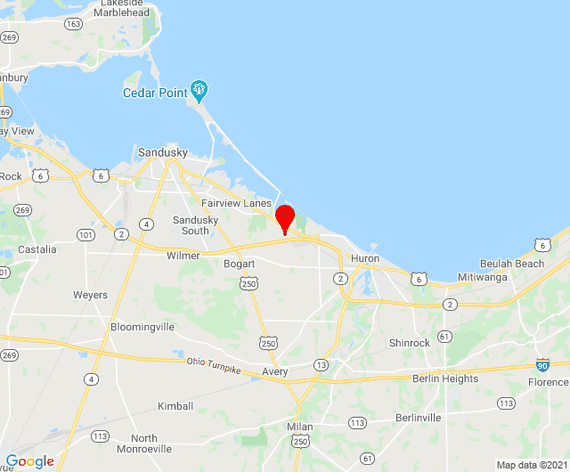 Lakeside
Marblehead
163
269
anbury
Cedar Point
ay View
Sandusky
6
6
Rock
Fairview Lanes
4
Sandusky
South
101
2
6
Castalia
Wilmer
Bogart
Huron
Beulah Beach
2
6
Mitiwanga
101
250
Weyers
2
61
Bloomingville
250
Shinrock
269
13
Ohio Turnpike
90
4
Avery
61
Berlin Heights
Florence
Kimball
Milan
Berlinville
113
North
Monroeville
113
113
61
vue
250
Google
Map data ©2021